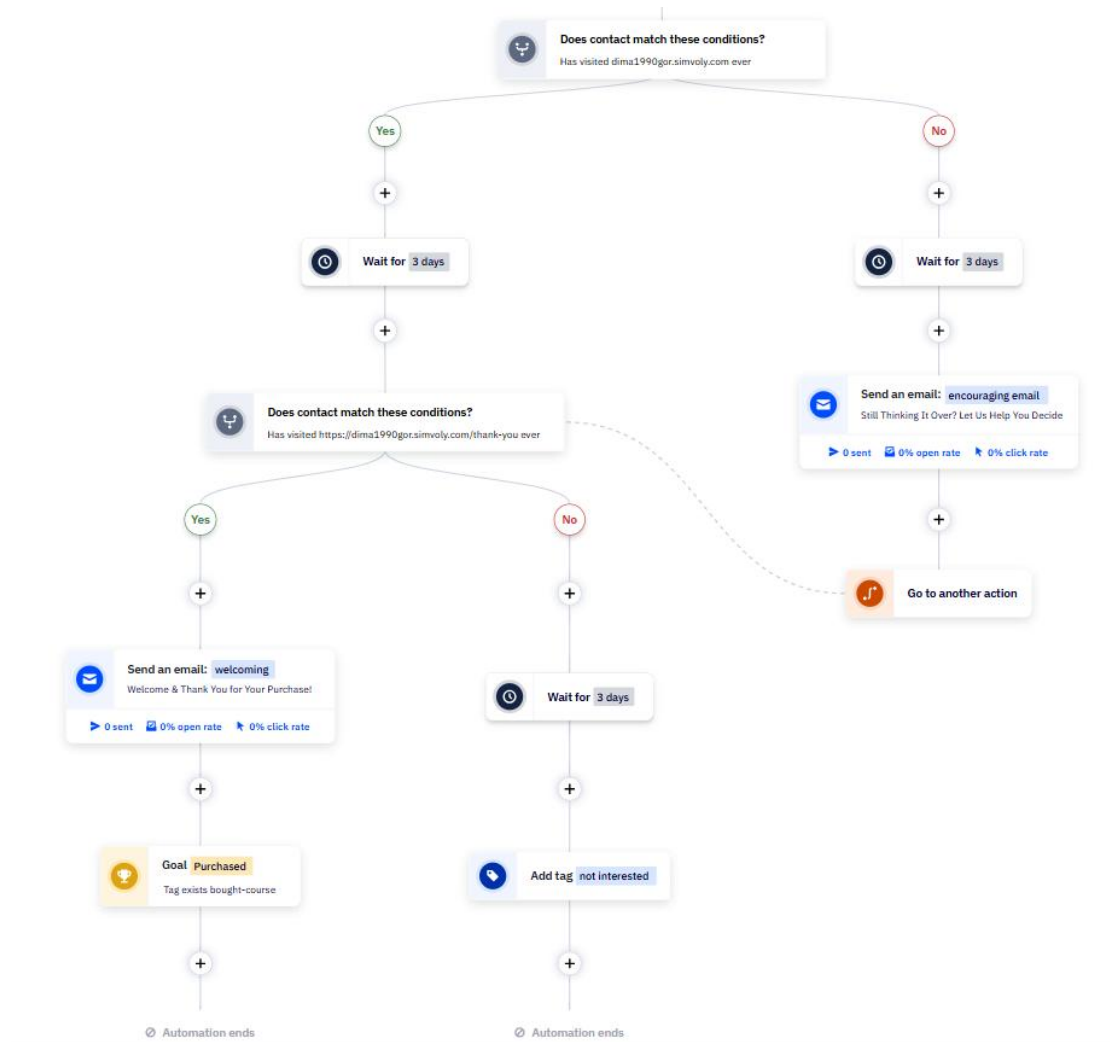 Does contact match these conditions?
Has visited dima1990gor.simvoly.com ever
Yes
No
Wait for 3 days
Wait for 3 days
Send an email: encouraging email
Still Thinking It Over? Let Us Help You Decide
0 sent 0% open rate 0% click rate
Does contact match these conditions?
Has visited https://dima1990gor.simvoly.com/thank-you ever
Yes
No
Go to another action
Send an email: welcoming
Welcome & Thank You for Your Purchase!
0 sent 0% open rate 0% click rate
Wait for 3 days
Goal Purchased
Tag exists bought-course
Add tag not interested
Automation ends
Automation ends